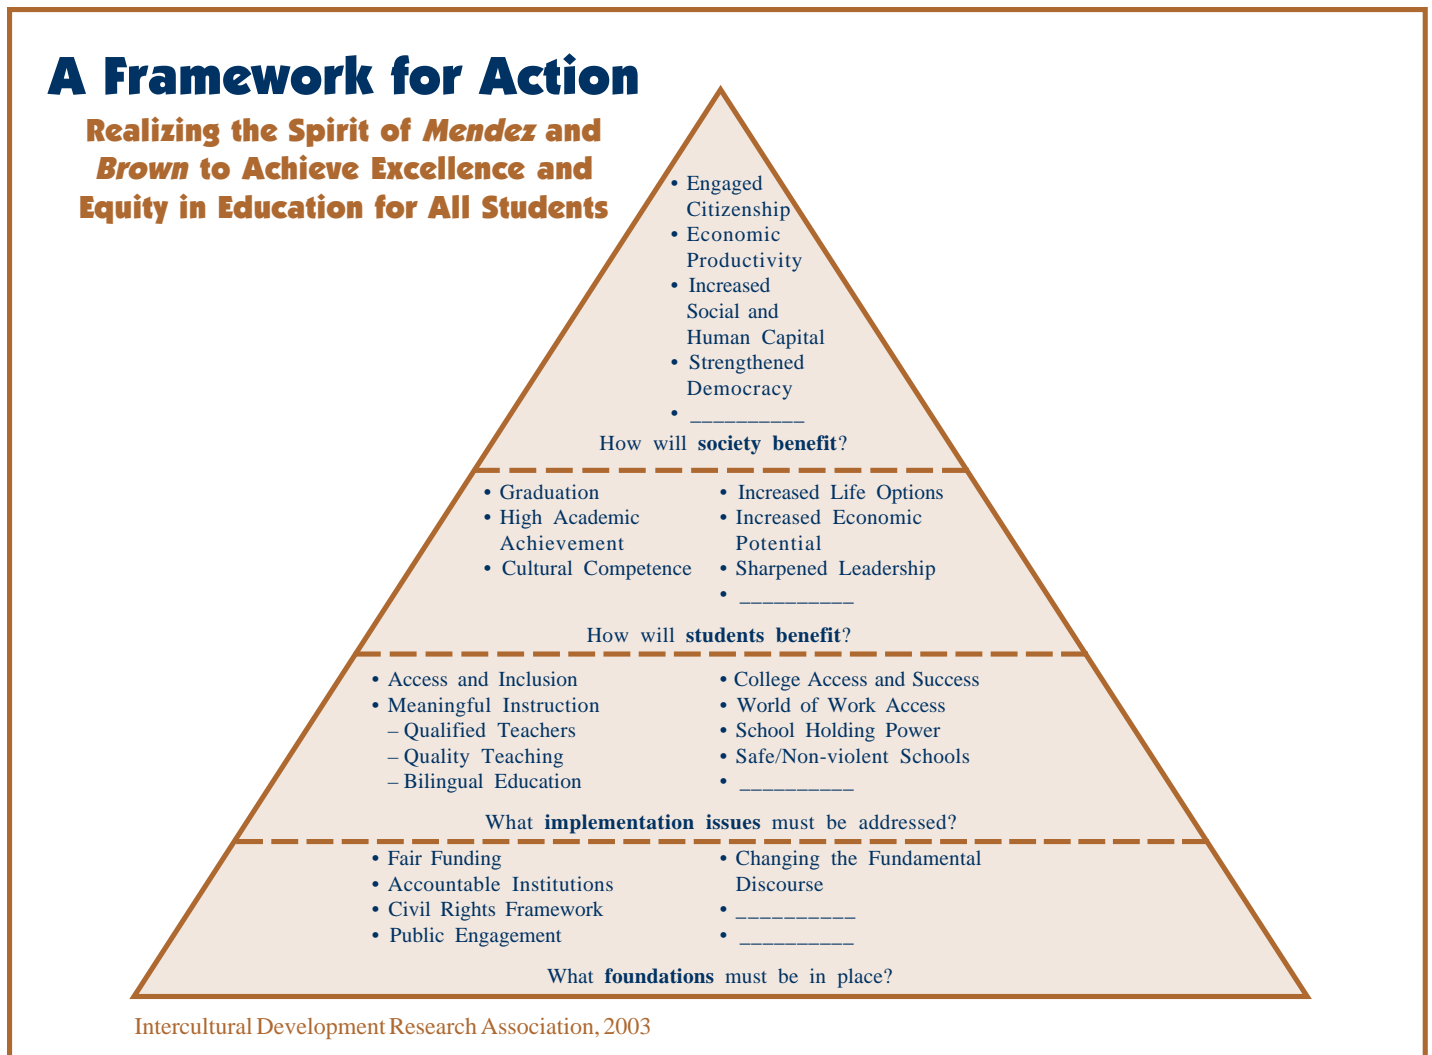 A Framework for Action
Realizing the Spirit of Mendez and
Brown to Achieve Excellence and
Equity in Education for All Students
• Engaged
Citizenship
• Economic
Productivity
• Increased
Social and
Human Capital
• Strengthened
Democracy
• __________
How will society benefit?
• Graduation
• High Academic
Achievement
• Cultural Competence
• Increased Life Options
• Increased Economic
Potential
• Sharpened Leadership
• __________
How will students benefit?
• Access and Inclusion
• Meaningful Instruction
– Qualified Teachers
– Quality Teaching
– Bilingual Education
• College Access and Success
• World of Work Access
• School Holding Power
• Safe/Non-violent Schools
• __________
What implementation issues must be addressed?
• Fair Funding
• Accountable Institutions
• Civil Rights Framework
• Public Engagement
• Changing the Fundamental
Discourse
• __________
• __________
What foundations must be in place?
Intercultural Development Research Association, 2003